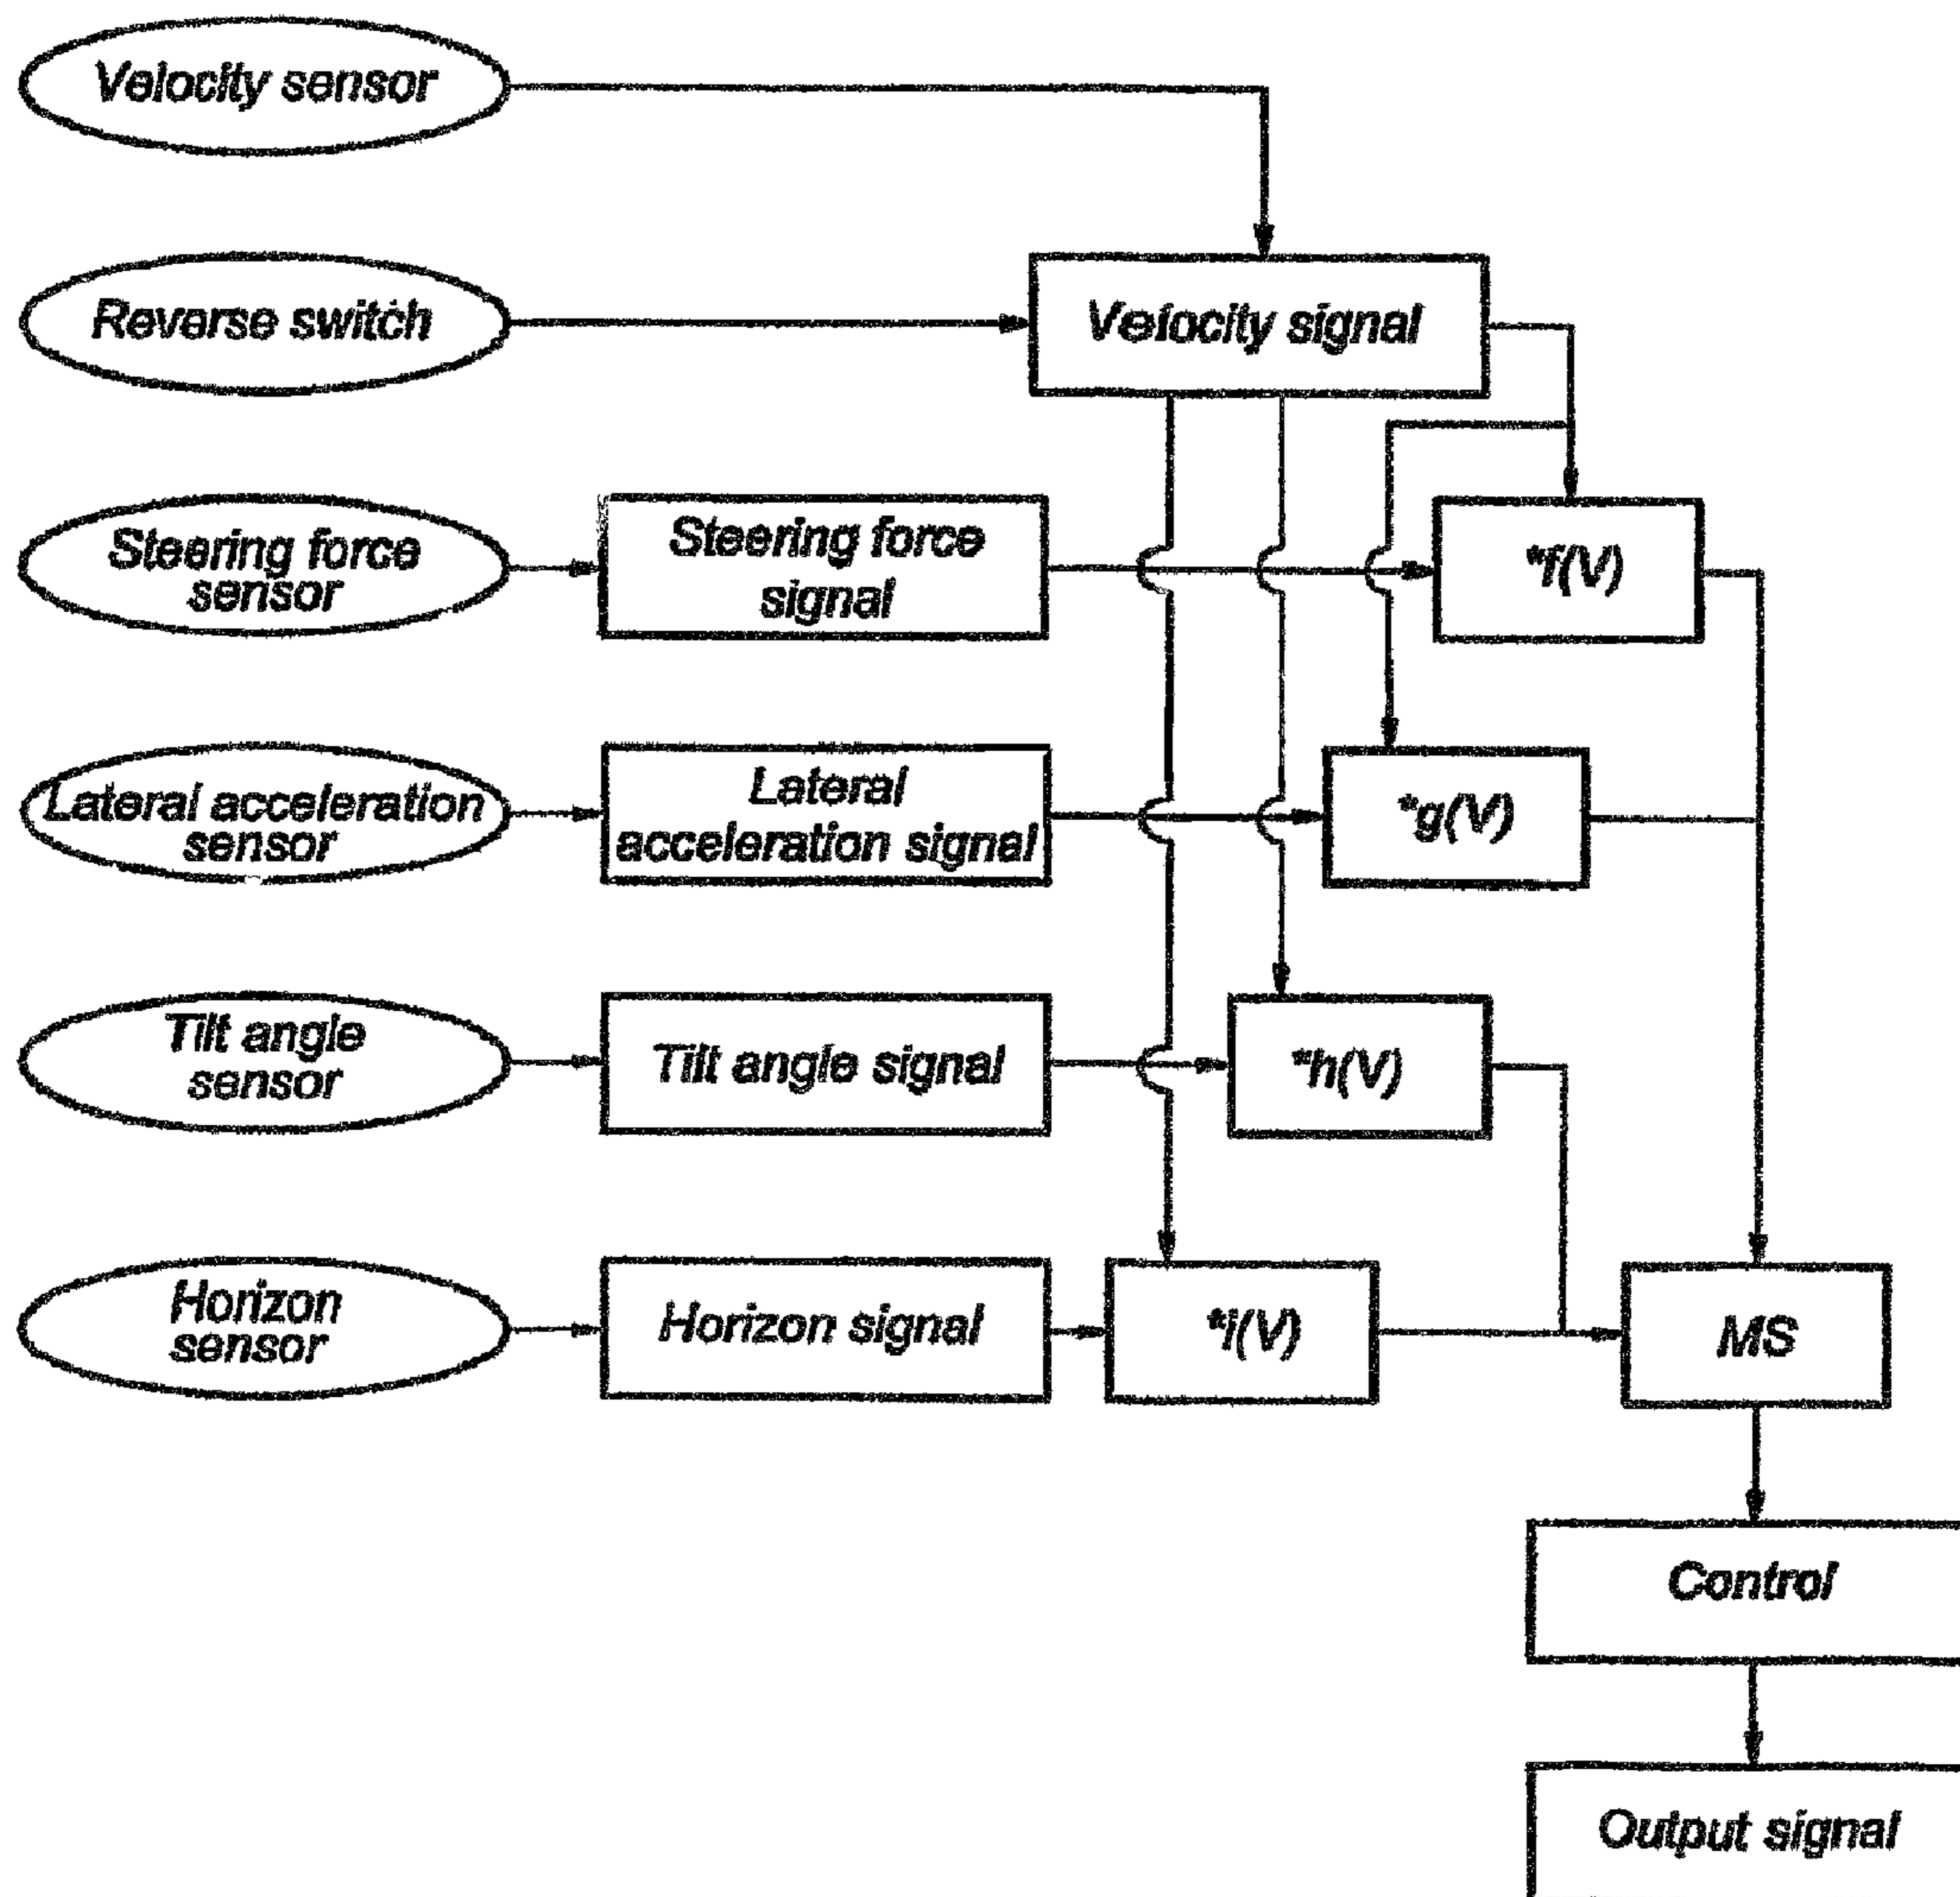 Velocity sensor
Reverse switch
Velocity signal
Steering force
sensor
Steering force
signal
*f(V)
Lateral acceleration
sensor
Lateral
acceleration signal
*g(V)
Tilt angle
sensor
Tilt angle signal
*h(V)
Horizon
sensor
Horizon signal
*i(V)
MS
Control
Output signal